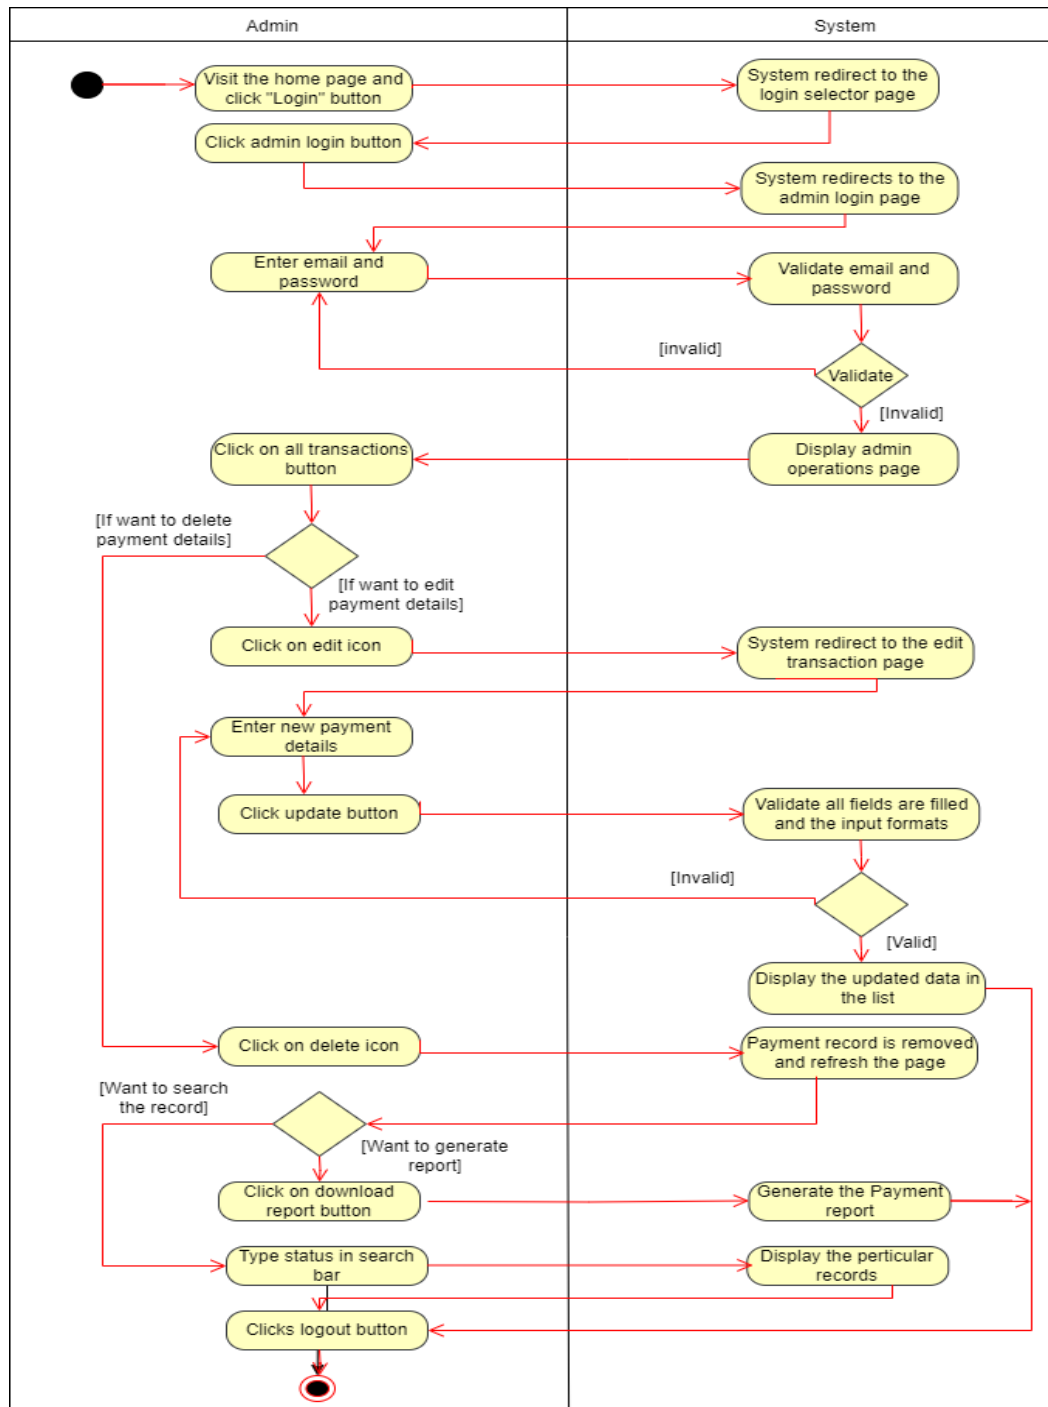 Admin
System
Visit the home page and
click "Login" button
System redirect to the
login selector page
Click admin login button
System redirects to the
admin login page
Enter email and
password
Validate email and
password
[invalid]
Validate
[Invalid]
Click on all transactions
button
Display admin
operations page
[If want to delete
payment details]
[If want to edit
payment details]
Click on edit icon
System redirect to the edit
transaction page
Enter new payment
details
Click update button
Validate all fields are filled
and the input formats
[Invalid]
[Valid]
Display the updated data in
the list
Click on delete icon
Payment record is removed
and refresh the page
[Want to search
the record]
[Want to generate
report]
Click on download
report button
Generate the Payment
report
Type status in search
bar
Display the perticular
records
Clicks logout button